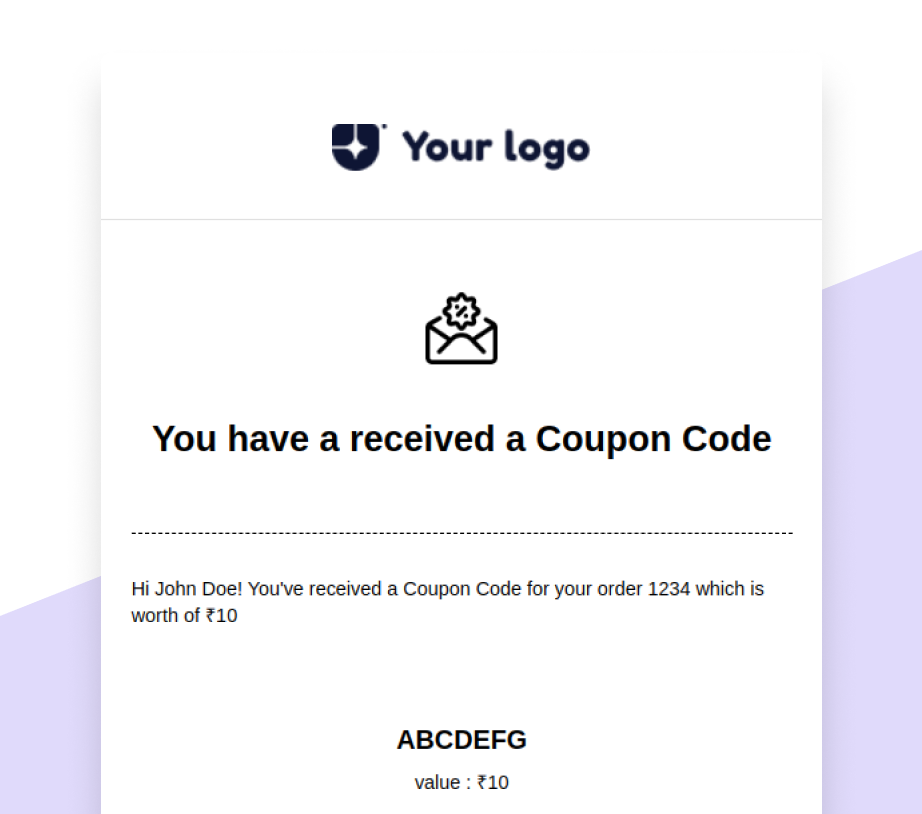 Your logo
You have a received a Coupon Code
Hi John Doe! You've received a Coupon Code for your order 1234 which is
worth of ₹10
ABCDEFG
value : ₹10